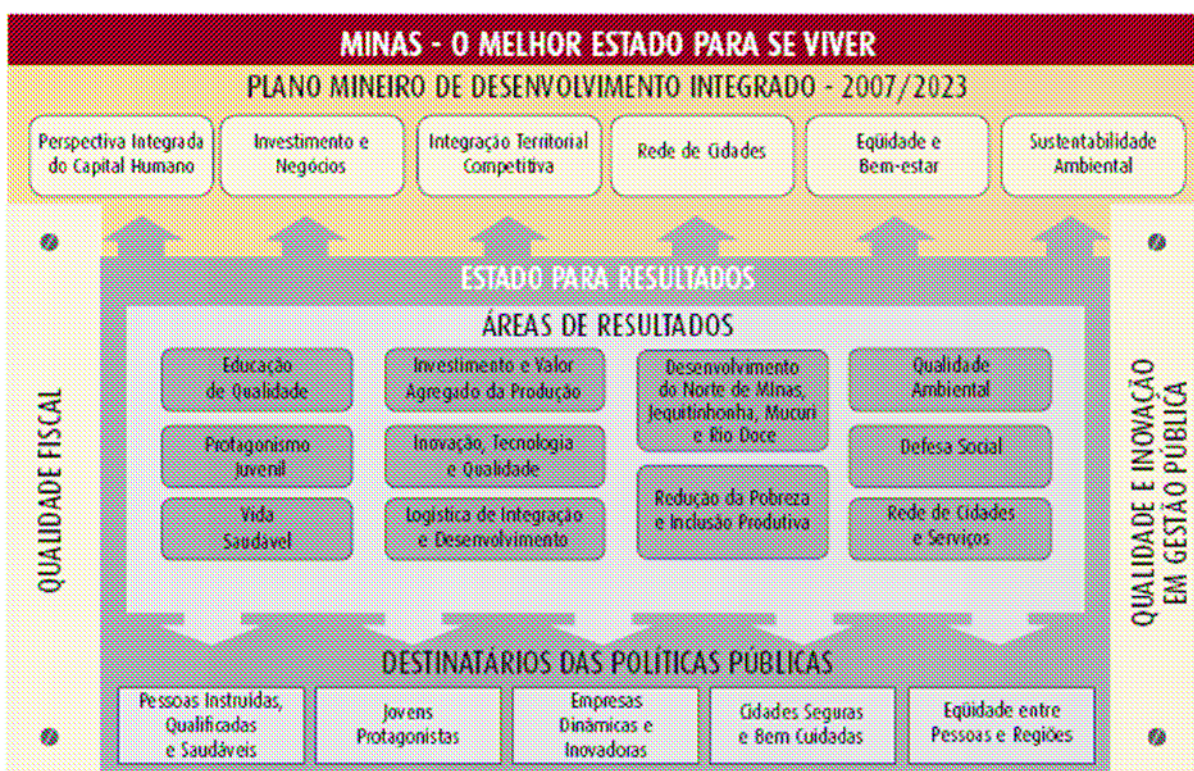 MINAS - O MELHOR ESTADO PARA SE VIVER
PLANO MINEIRO DE DESENVOLVIMENTO INTEGRADO - 2007/2023
Perspectiva Integrada
do Capital Humano
Investimento e
Negócios
Integração Territorial
Competitiva
Rede de Cidades
Eqüidade e
Bem-estar
Sustentabilidade
Ambiental
QUALIDADE FISCAL
ESTADO PARA RESULTADOS
ÁREAS DE RESULTADOS
Educação
de Qualidade
Protagonismo
Juvenil
Vida
Saudável
Investimento e Valor
Agregado da Produção
Inovação, Tecnologia
e Qualidade
Logística de Integração
e Desenvolvimento
Desenvolvimento
do Norte de MInas,
Jequitinhonha, Mucuri
e Rio Doce
Redução da Pobreza
e Inclusão Produtiva
Qualidade
Ambiental
Defesa Social
Rede de Cidades
e Serviços
QUALIDADE E INOVAÇÃO
EM GESTÃO PÚBLICA
DESTINATÁRIOS DAS POLÍTICAS PÚBLICAS
Pessoas Instruídas,
Qualificadas
e Saudáveis
Jovens
Protagonistas
Empresas
Dinâmicas e
Inovadoras
Cidades Seguras
e Bem Cuidadas
Eqüidade entre
Pessoas e Regiões